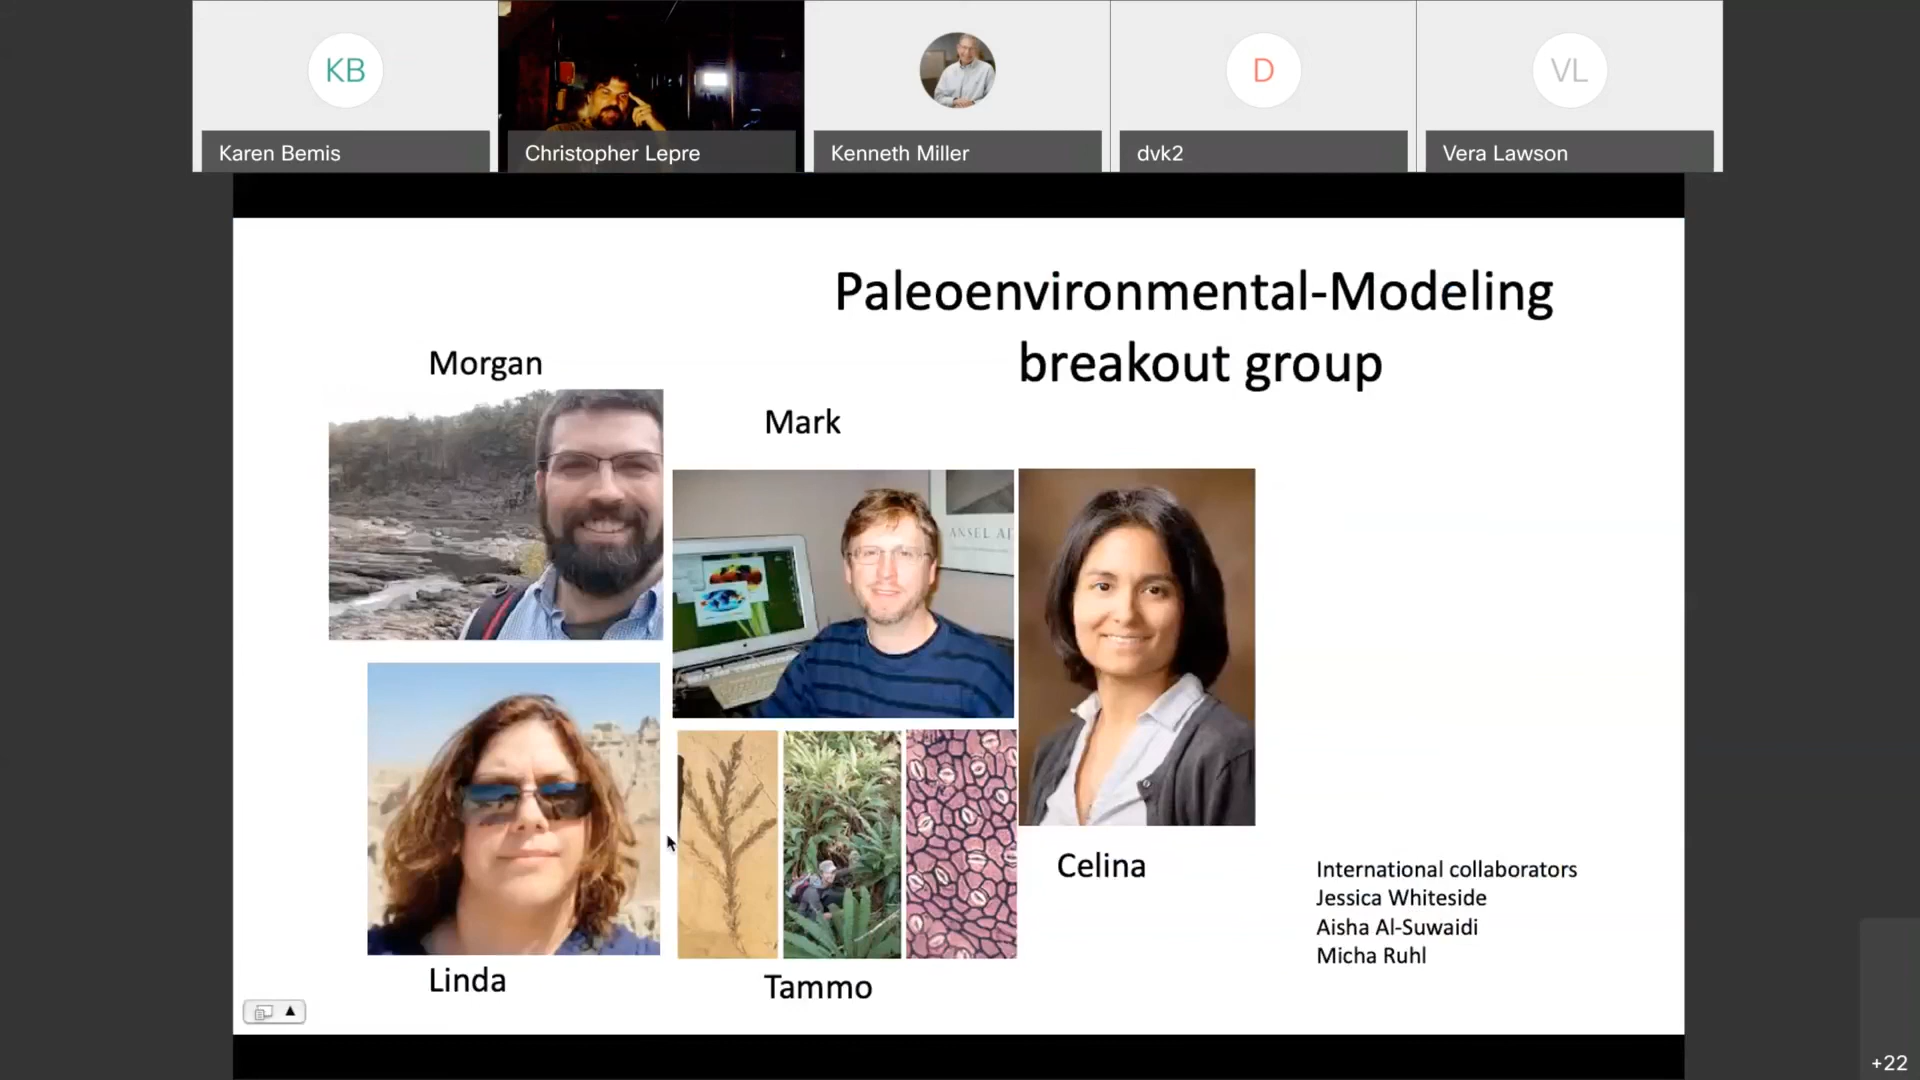 KB
D
VL
Karen Bemis
Christopher Lepre
Kenneth Miller
dvk2
Vera Lawson
Paleoenvironmental-Modeling
breakout group
Morgan
Mark
ANSEL
Celina
Linda
Tammo
International collaborators
Jessica Whiteside
Aisha Al-Suwaidi
Micha Ruhl
+22